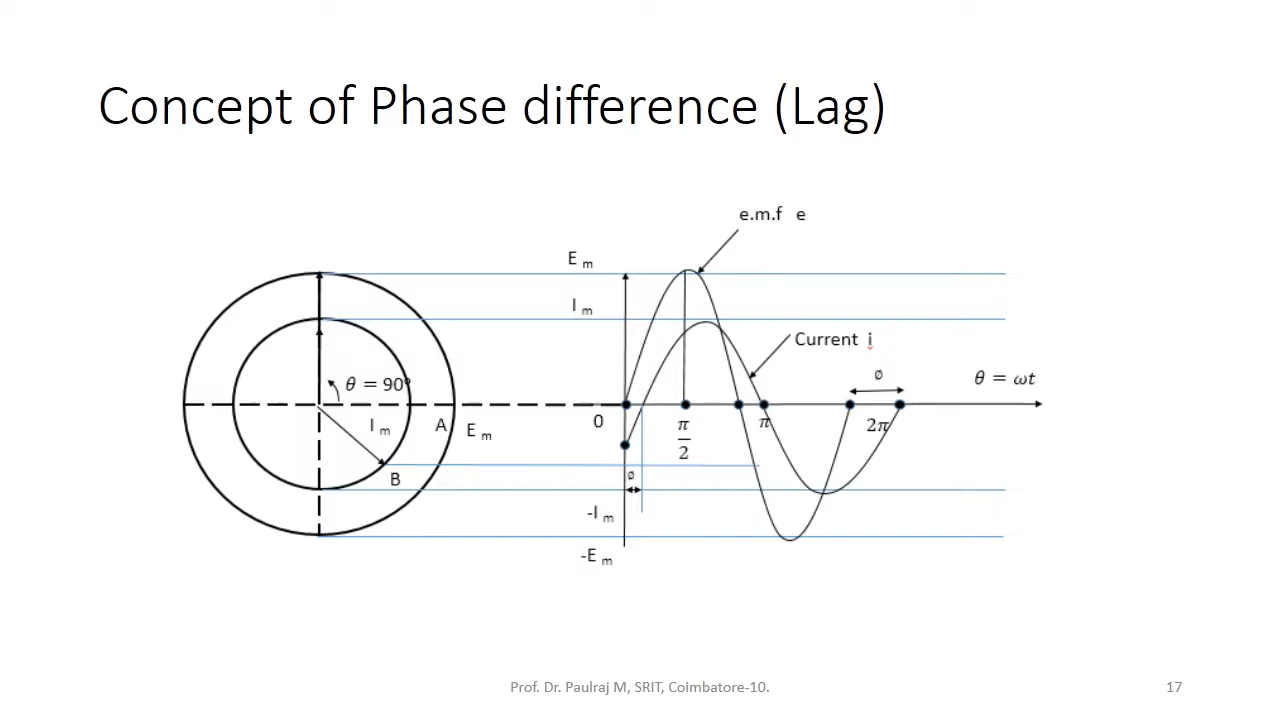 Concept of Phase difference (Lag)
e.m.f e
E m
I m
Current i
ø
θ = ωt
θ = 90°
0
I m
A
E m
π
2
π
2π
B
ø
-I m
-E m
Prof. Dr. Paulraj M, SRIT, Coimbatore-10.
17